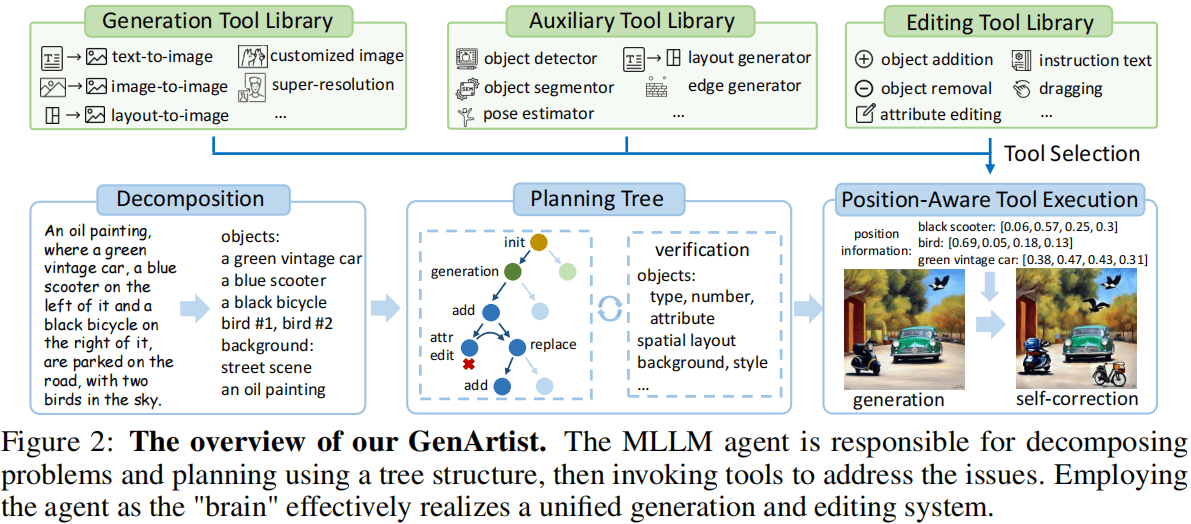 Generation Tool Library
text-to-image
customized image
image-to-image
super-resolution
layout-to-image
...
Auxiliary Tool Library
object detector
layout generator
object segmentor
edge generator
pose estimator
...
Editing Tool Library
object addition
instruction text
object removal
dragging
attribute editing
...
Tool Selection
Decomposition
An oil painting,
where a green
vintage car, a blue
scooter on the
left of it and a
black bicycle on
the right of it,
are parked on the
road, with two
birds in the sky.
objects:
a green vintage car
a blue scooter
a black bicycle
bird #1, bird #2
background:
street scene
an oil painting
Planning Tree
init
generation
add
attr
edit
replace
add
verification
objects:
type, number,
attribute
spatial layout
background, style
...
Position-Aware Tool Execution
position
information:
black scooter: [0.06, 0.57, 0.25, 0.3]
bird: [0.69, 0.05, 0.18, 0.13]
green vintage car: [0.38, 0.47, 0.43, 0.31]
generation
self-correction
Figure 2: The overview of our GenArtist. The MLLM agent is responsible for decomposing
problems and planning using a tree structure, then invoking tools to address the issues. Employing
the agent as the "brain" effectively realizes a unified generation and editing system.